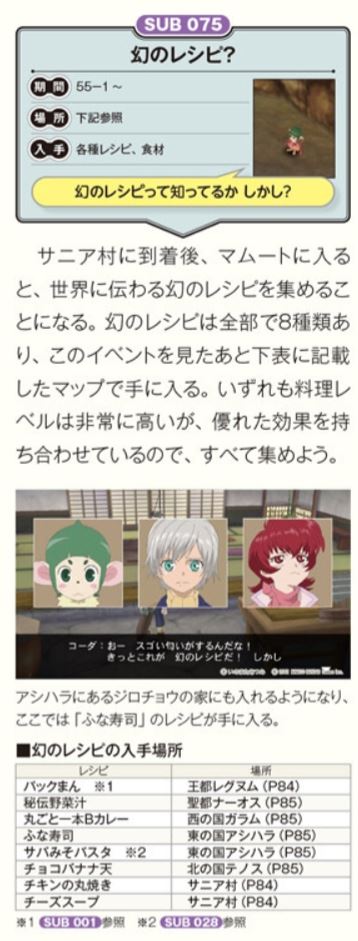 SUB 075
幻のレシピ?
期間 55-1～
場所 下記参照
入手 各種レシピ、食材
幻のレシピって知ってるか しかし?
サニア村に到着後、マムートに入る
と、世界に伝わる幻のレシピを集めるこ
とになる。幻のレシピは全部で8種類あ
り、このイベントを見たあと下表に記載
したマップで手に入る。いずれも料理レ
ベルは非常に高いが、優れた効果を持
ち合わせているので、すべて集めよう。
コーダ:おー スゴい匂いがするんだな!
きっとこれが 幻のレシピだ! しかし
アシハラにあるジロチョウの家にも入れるようになり、
ここでは「ふな寿司」のレシピが手に入る。
■幻のレシピの入手場所
レシピ 場所
パックまん ※1 王都レグヌム(P84)
秘伝野菜汁 聖都ナーオス(P85)
丸ごと一本Bカレー 西の国ガラム(P85)
ふな寿司 東の国アシハラ(P85)
サバみそパスタ ※2 東の国アシハラ(P85)
チョコバナナ天 北の国テノス(P85)
チキンの丸焼き サニア村(P84)
チーズスープ サニア村(P84)
※1 SUB 001参照 ※2 SUB 028参照